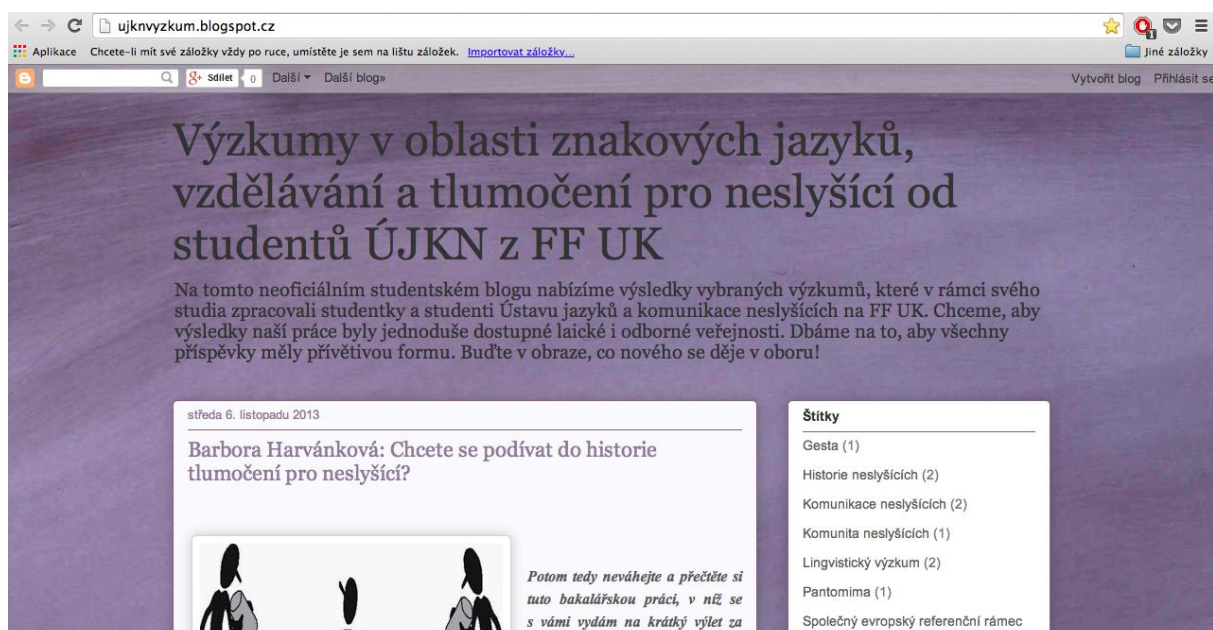 ujknvyzkum.blogspot.cz
Aplikace Chcete-li mít své záložky vždy po ruce, umístěte je sem na lištu záložek. Importovat záložky... Jiné záložky
g+ Sdílet 0 Další Další blog» Vytvořit blog Přihlásit se
Výzkumy v oblasti znakových jazyků,
vzdělávání a tlumočení pro neslyšící od
studentů ÚJKN z FF UK
Na tomto neoficiálním studentském blogu nabízíme výsledky vybraných výzkumů, které v rámci svého
studia zpracovali studentky a studenti Ústavu jazyků a komunikace neslyšících na FF UK. Chceme, aby
výsledky naší práce byly jednoduše dostupné laické i odborné veřejnosti. Dbáme na to, aby všechny
příspěvky měly přívětivou formu. Buďte v obraze, co nového se děje v oboru!
středa 6. listopadu 2013
Barbora Harvánková: Chcete se podívat do historie
tlumočení pro neslyšící?
Potom tedy neváhejte a přečtěte si
tuto bakalářskou práci, v níž se
s vámi vydám na krátký výlet za
Štítky
Gesta (1)
Historie neslyšících (2)
Komunikace neslyšících (2)
Komunita neslyšících (1)
Lingvistický výzkum (2)
Pantomima (1)
Společný evropský referenční rámec